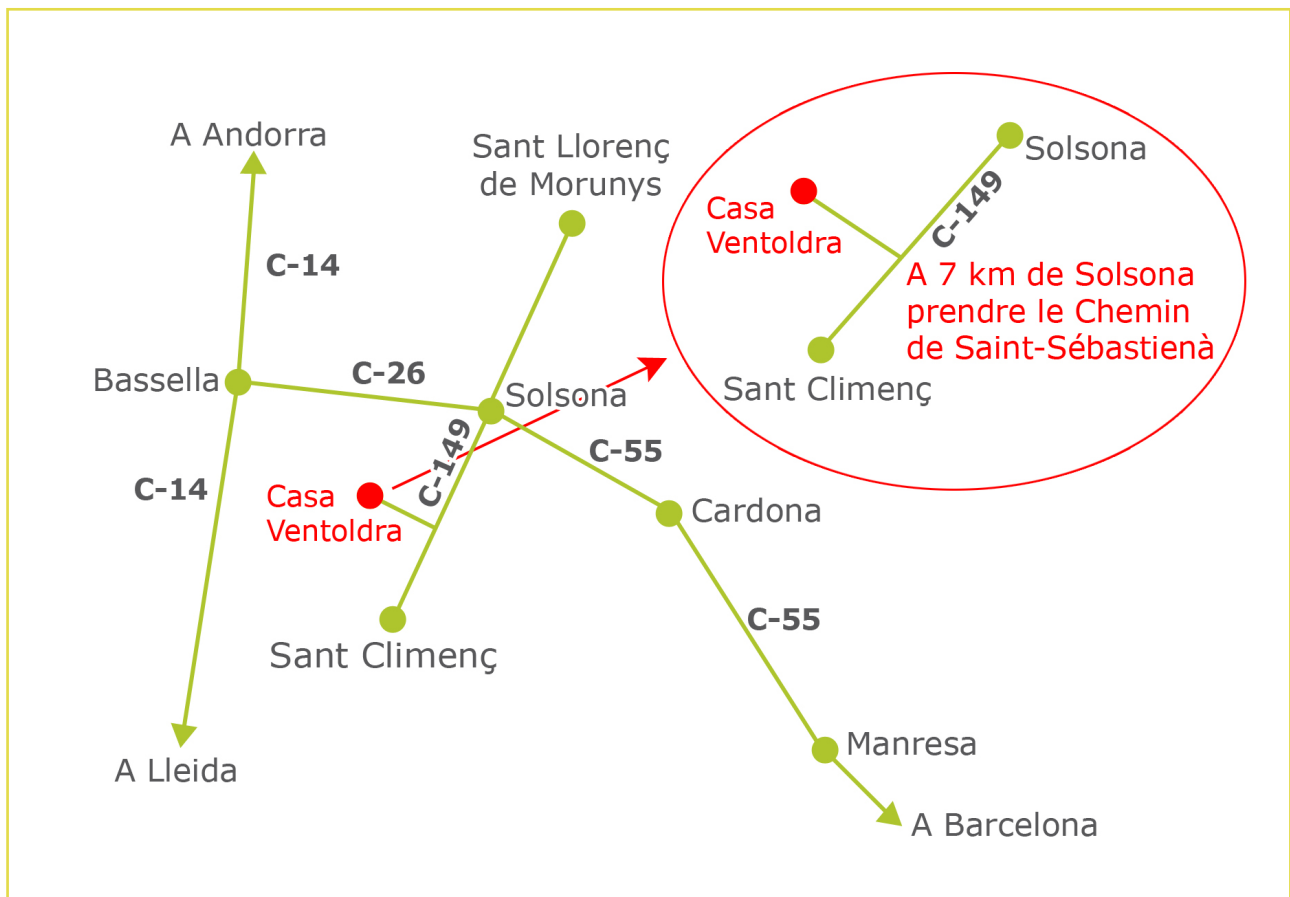 A Andorra
Sant Llorenç
de Morunys
Solsona
C-149
Casa
Ventoldra
A 7 km de Solsona
prendre le Chemin
de Saint-Sébastienà
Sant Climenç
C-14
Bassella
C-26
Solsona
C-149
C-55
C-14
Casa
Ventoldra
Cardona
C-55
Sant Climenç
Manresa
A Lleida
A Barcelona